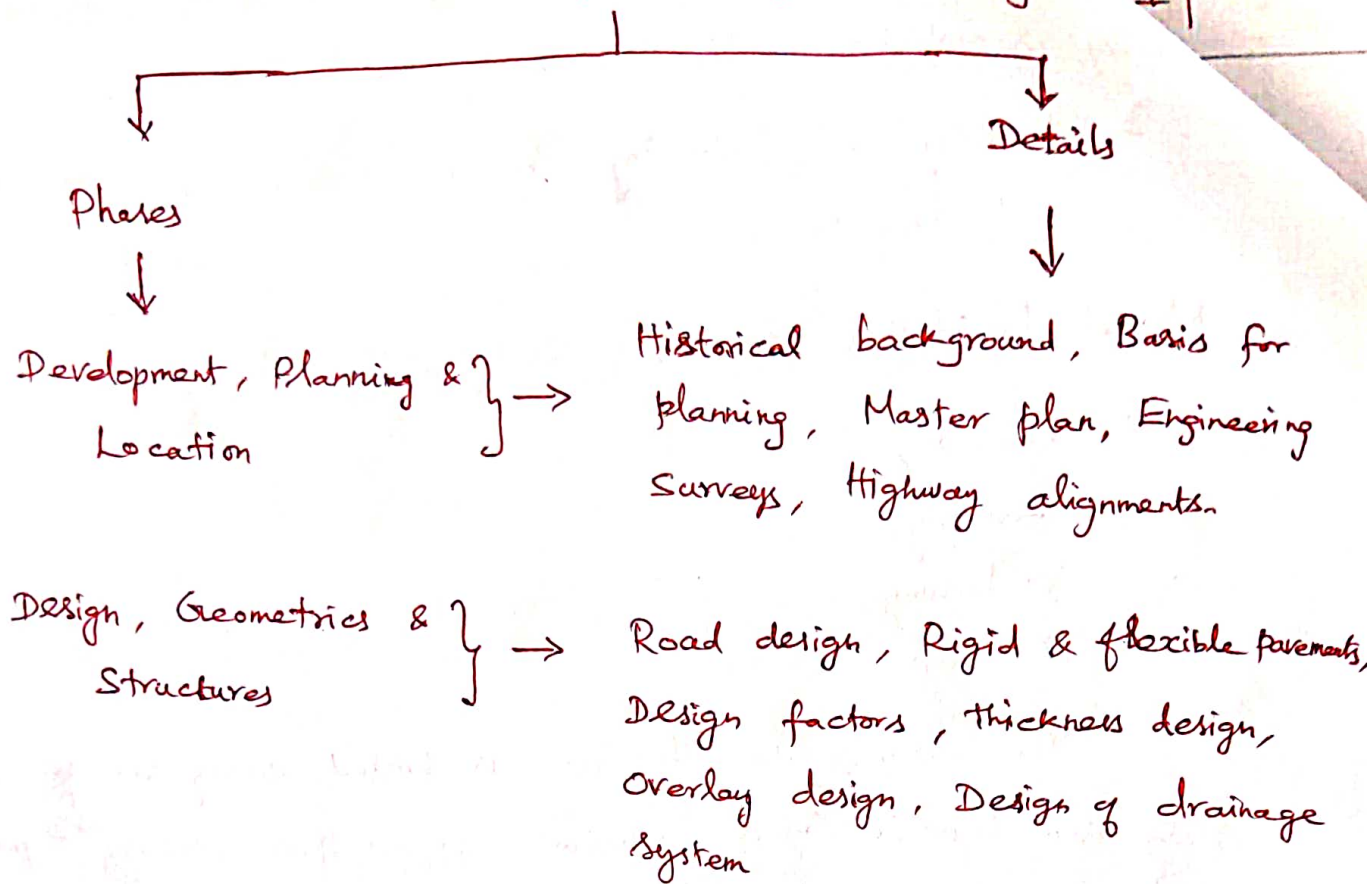 Details
Phases
Development, Planning &
Location
Historical background, Basis for
planning, Master plan, Engineering
Surveys, Highway alignments.
Design, Geometrics &
Structures
Road design, Rigid & flexible pavements,
Design factors, thickness design,
Overlay design, Design of drainage
system